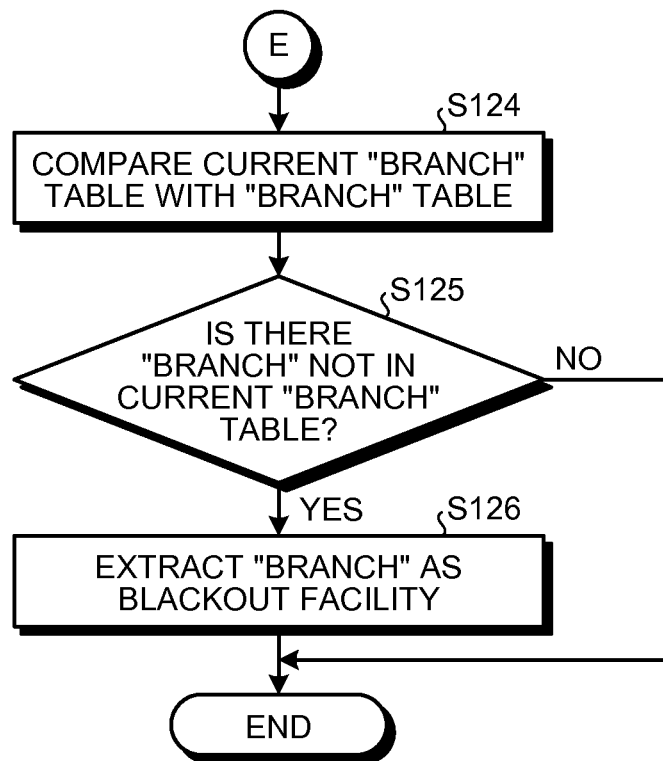 E
S124
COMPARE CURRENT "BRANCH"
TABLE WITH "BRANCH" TABLE
S125
IS THERE
"BRANCH" NOT IN
CURRENT "BRANCH"
TABLE?
NO
YES
S126
EXTRACT "BRANCH" AS
BLACKOUT FACILITY
END